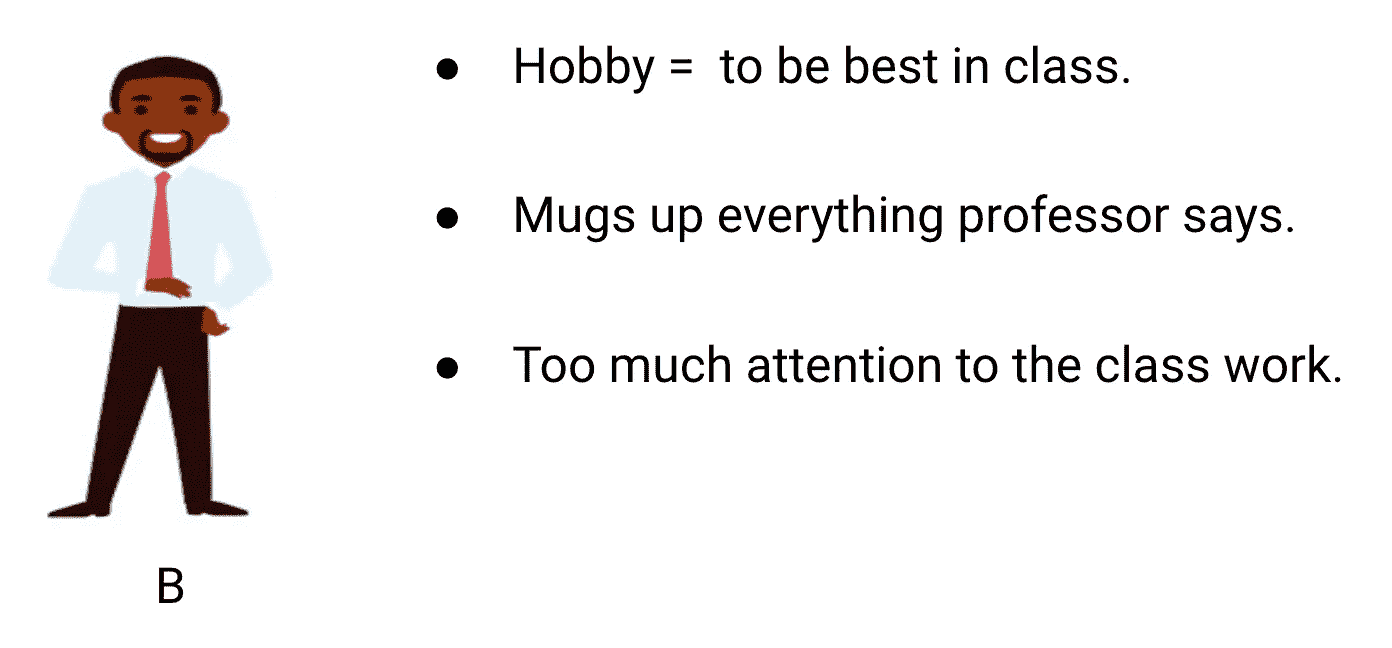 ● Hobby = to be best in class.
● Mugs up everything professor says.
● Too much attention to the class work.
B